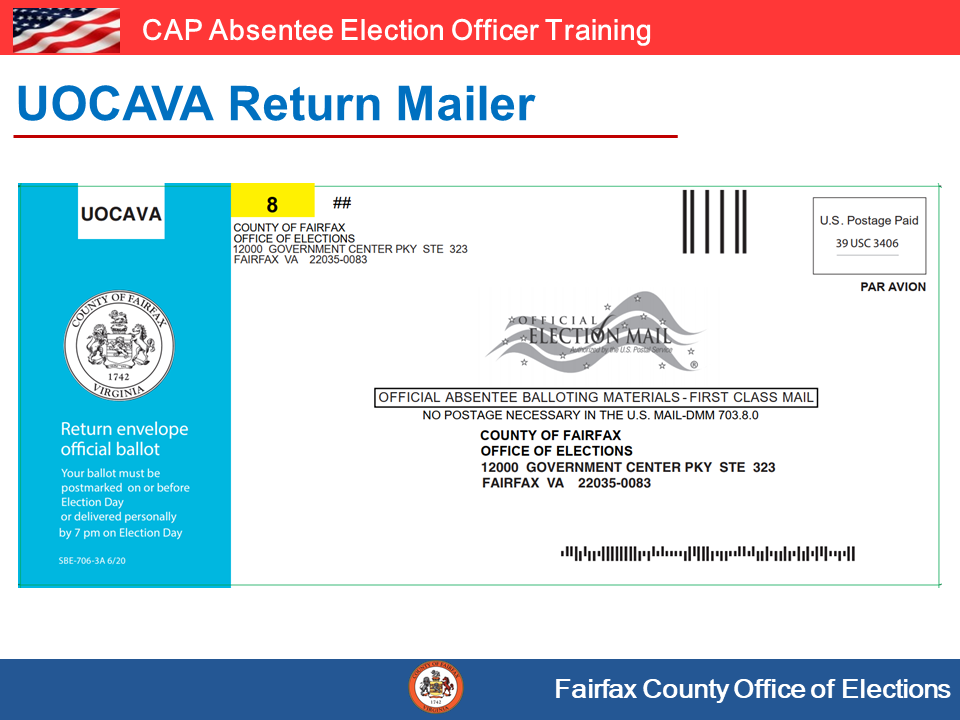 CAP Absentee Election Officer Training
UOCAVA Return Mailer
UOCAVA
8 ##
COUNTY OF FAIRFAX
OFFICE OF ELECTIONS
12000 GOVERNMENT CENTER PKY STE 323
FAIRFAX VA 22035-0083
U.S. Postage Paid
39 USC 3406
PAR AVION
COUNTY OF FAIRFAX
1742
VIRGINIA
OFFICIAL
ELECTION MAIL
Authorized by the U.S. Postal Service
®
OFFICIAL ABSENTEE BALLOTING MATERIALS - FIRST CLASS MAIL
NO POSTAGE NECESSARY IN THE U.S. MAIL-DMM 703.8.0
COUNTY OF FAIRFAX
OFFICE OF ELECTIONS
12000 GOVERNMENT CENTER PKY STE 323
FAIRFAX VA 22035-0083
Return envelope
official ballot
Your ballot must be
postmarked on or before
Election Day
or delivered personally
by 7 pm on Election Day
SBE-706-3A 6/20
COUNTY OF FAIRFAX
1742
VIRGINIA
Fairfax County Office of Elections